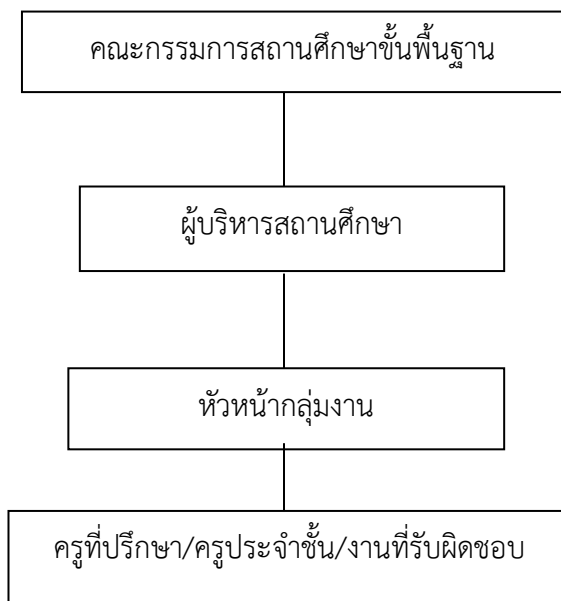 คณะกรรมการสถานศึกษาขั้นพื้นฐาน
ผู้บริหารสถานศึกษา
หัวหน้ากลุ่มงาน
ครูที่ปรึกษา/ครูประจำชั้น/งานที่รับผิดชอบ